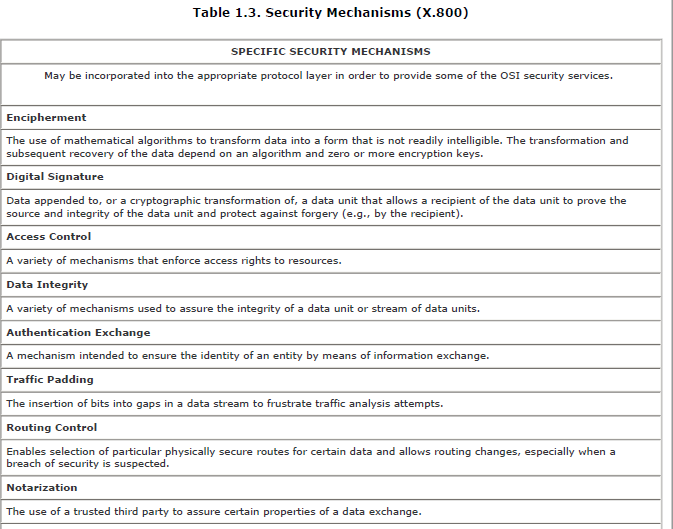 Table 1.3. Security Mechanisms (X.800)
SPECIFIC SECURITY MECHANISMS
May be incorporated into the appropriate protocol layer in order to provide some of the OSI security services.
Encipherment
The use of mathematical algorithms to transform data into a form that is not readily intelligible. The transformation and
subsequent recovery of the data depend on an algorithm and zero or more encryption keys.
Digital Signature
Data appended to, or a cryptographic transformation of, a data unit that allows a recipient of the data unit to prove the
source and integrity of the data unit and protect against forgery (e.g., by the recipient).
Access Control
A variety of mechanisms that enforce access rights to resources.
Data Integrity
A variety of mechanisms used to assure the integrity of a data unit or stream of data units.
Authentication Exchange
A mechanism intended to ensure the identity of an entity by means of information exchange.
Traffic Padding
The insertion of bits into gaps in a data stream to frustrate traffic analysis attempts.
Routing Control
Enables selection of particular physically secure routes for certain data and allows routing changes, especially when a
breach of security is suspected.
Notarization
The use of a trusted third party to assure certain properties of a data exchange.